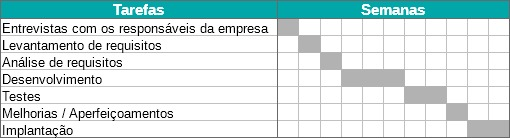 Tarefas Semanas
Entrevistas com os responsáveis da empresa
Levantamento de requisitos
Análise de requisitos
Desenvolvimento
Testes
Melhorias / Aperfeiçoamentos
Implantação